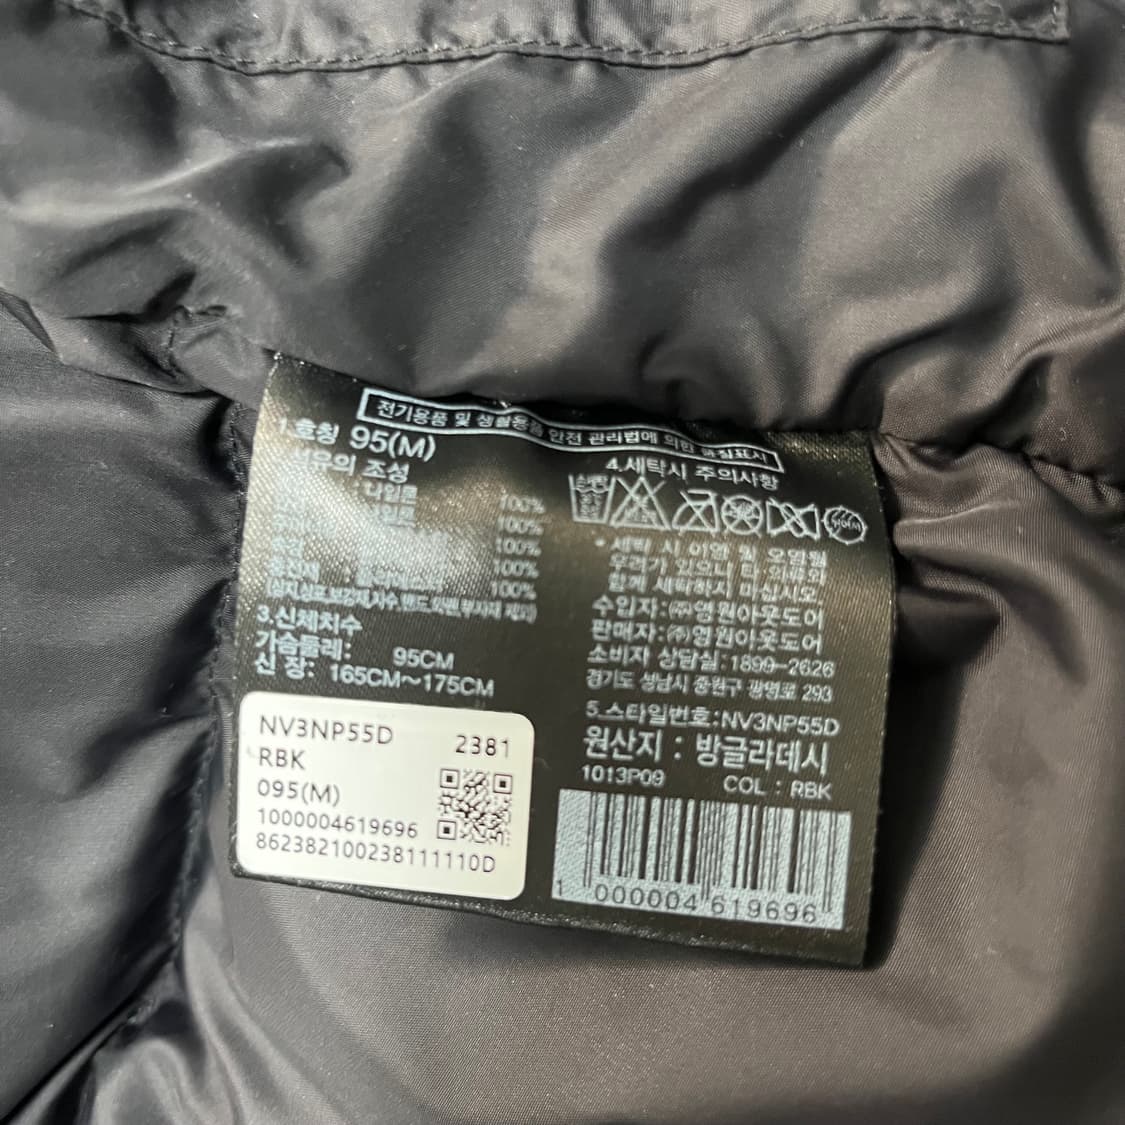 전기용품 및 생활용품 안전 관리법에 의한 품질표시
1.호칭 95(M)
섬유의 조성
나일론 100%
100%
100%
100%
100%
3.신체치수
가슴둘레: 95CM
신 장: 165CM~175CM
4.세탁시 주의사항
* 세탁 시 이염 및 오염될
우려가 있으니 타 의류와
함께 세탁하지 마십시오
수입자:㈜영원아웃도어
판매자:㈜영원아웃도어
소비자 상담실:1899-2626
경기도 성남시 중원구 광명로 293
5.스타일번호:NV3NP55D
원산지 : 방글라데시
1013P09 COL : RBK
1 000004 619696
NV3NP55D 2381
RBK
095(M)
1000004619696
862382100238111110D